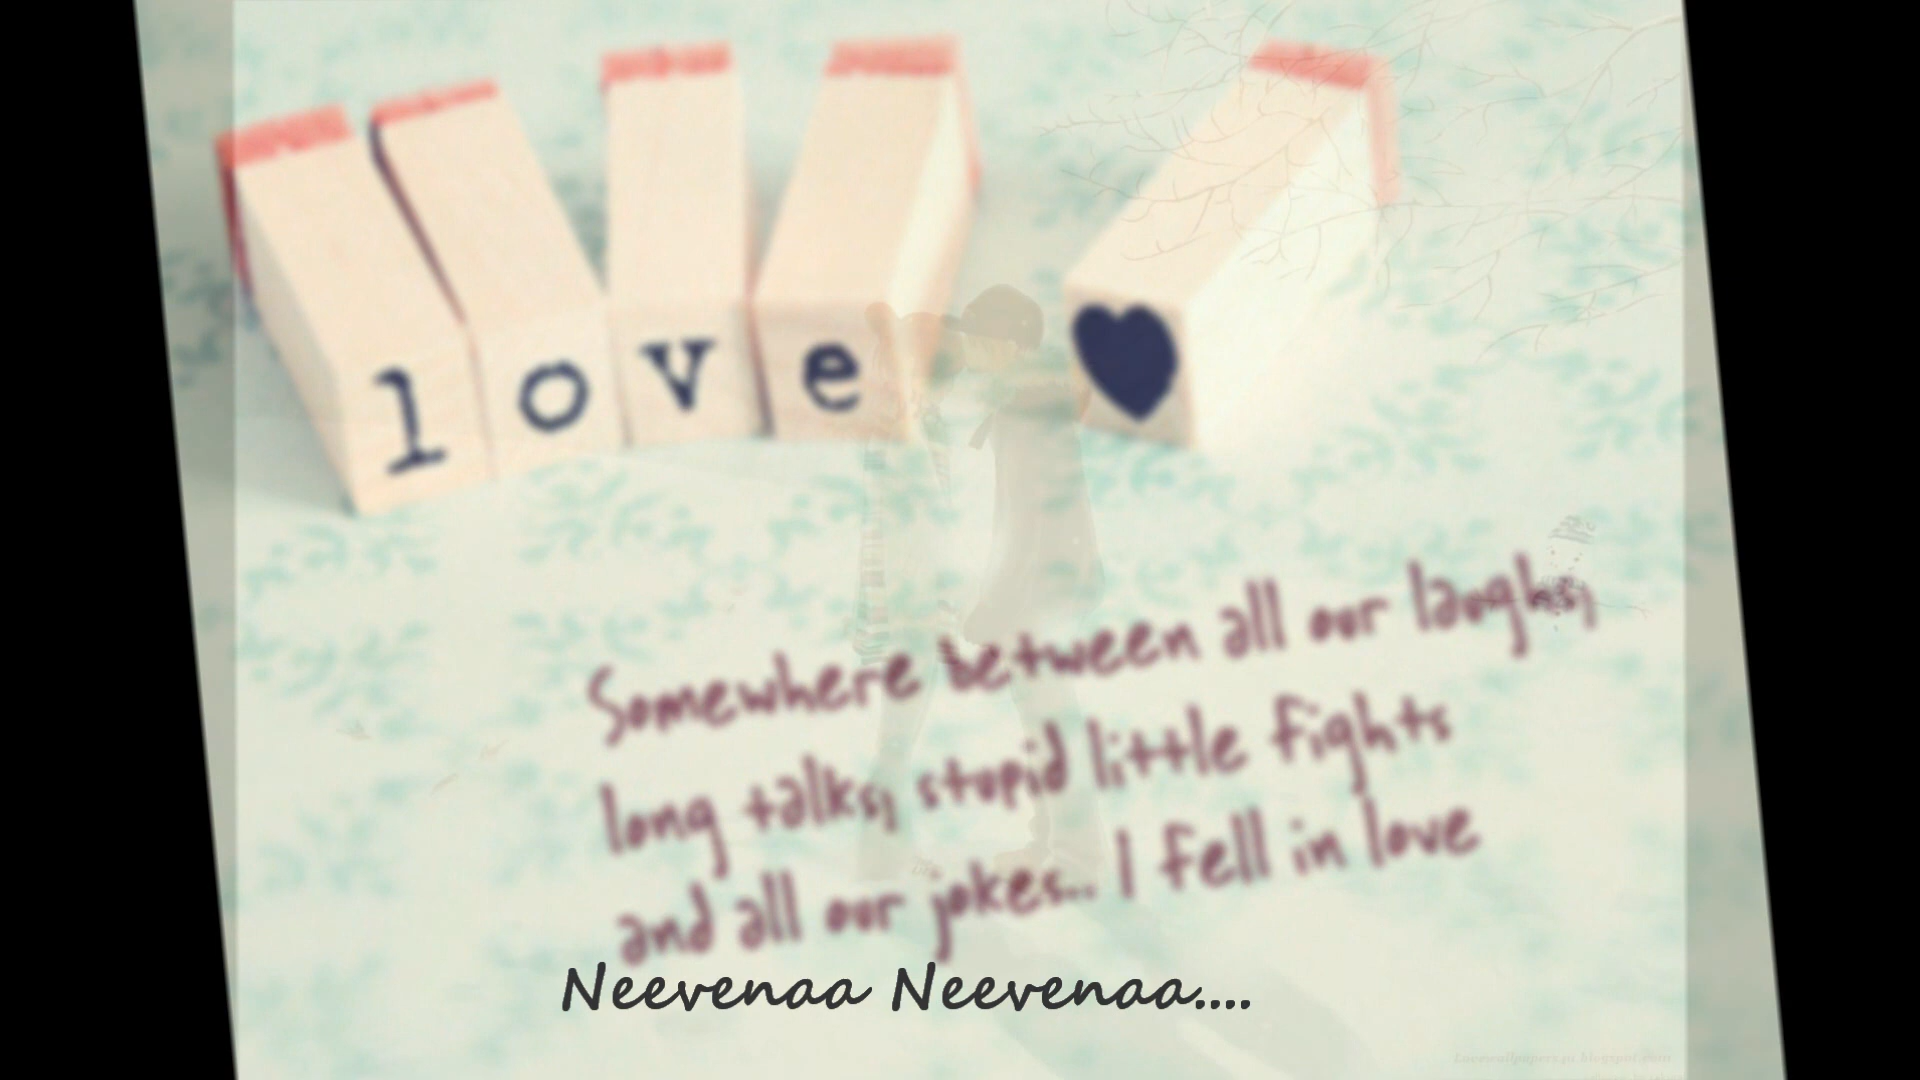 love
Somewhere between all our laughs,
long talks, stupid little fights
and all our jokes.. I fell in love
Neevenaa Neevenaa....